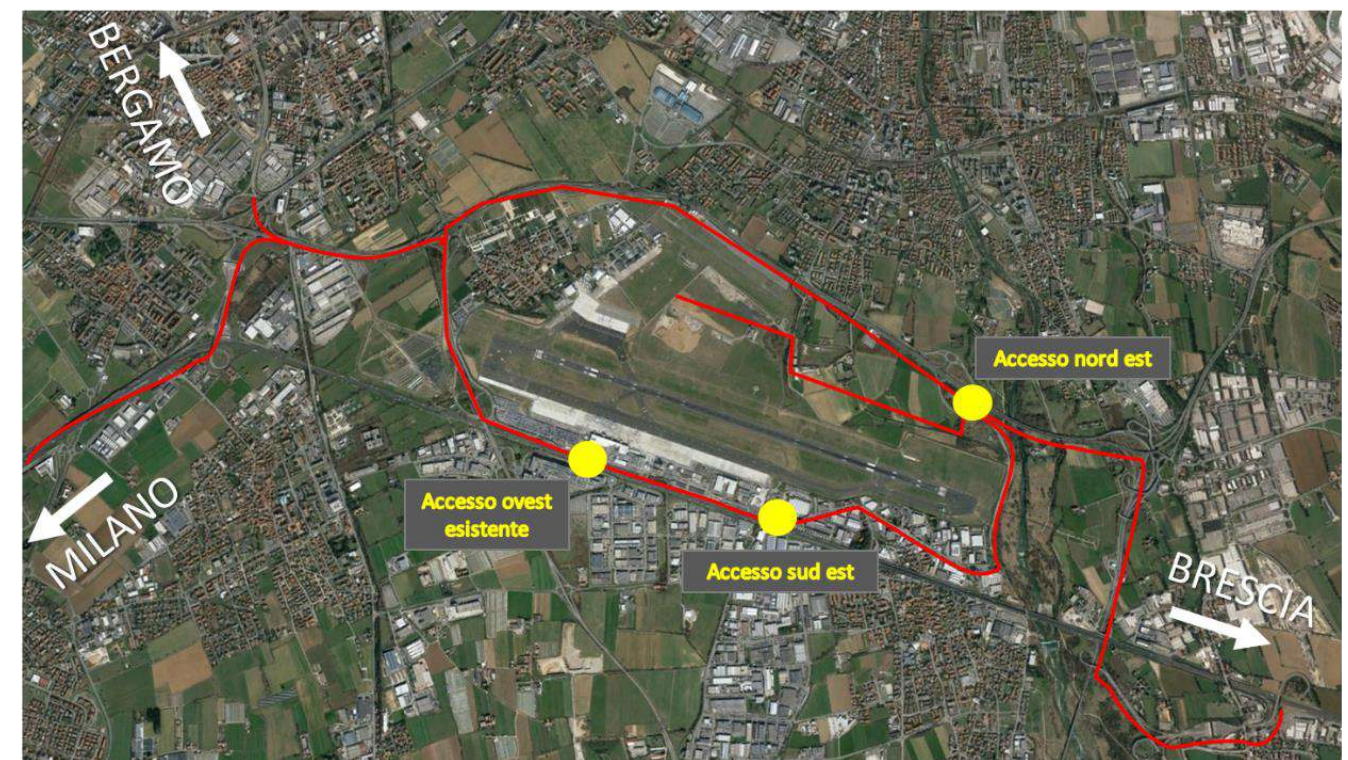 BERGAMO
Accesso nord est
Accesso ovest
esistente
MILANO
Accesso sud est
BRESCIA